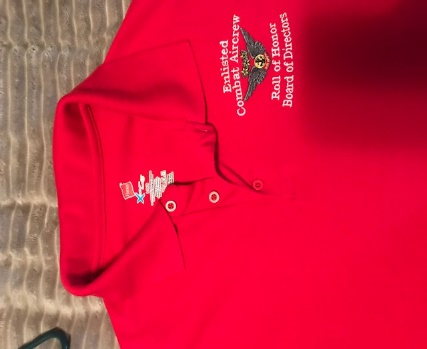 Enlisted
Combat Aircrew
Roll of Honor
Board of Directors